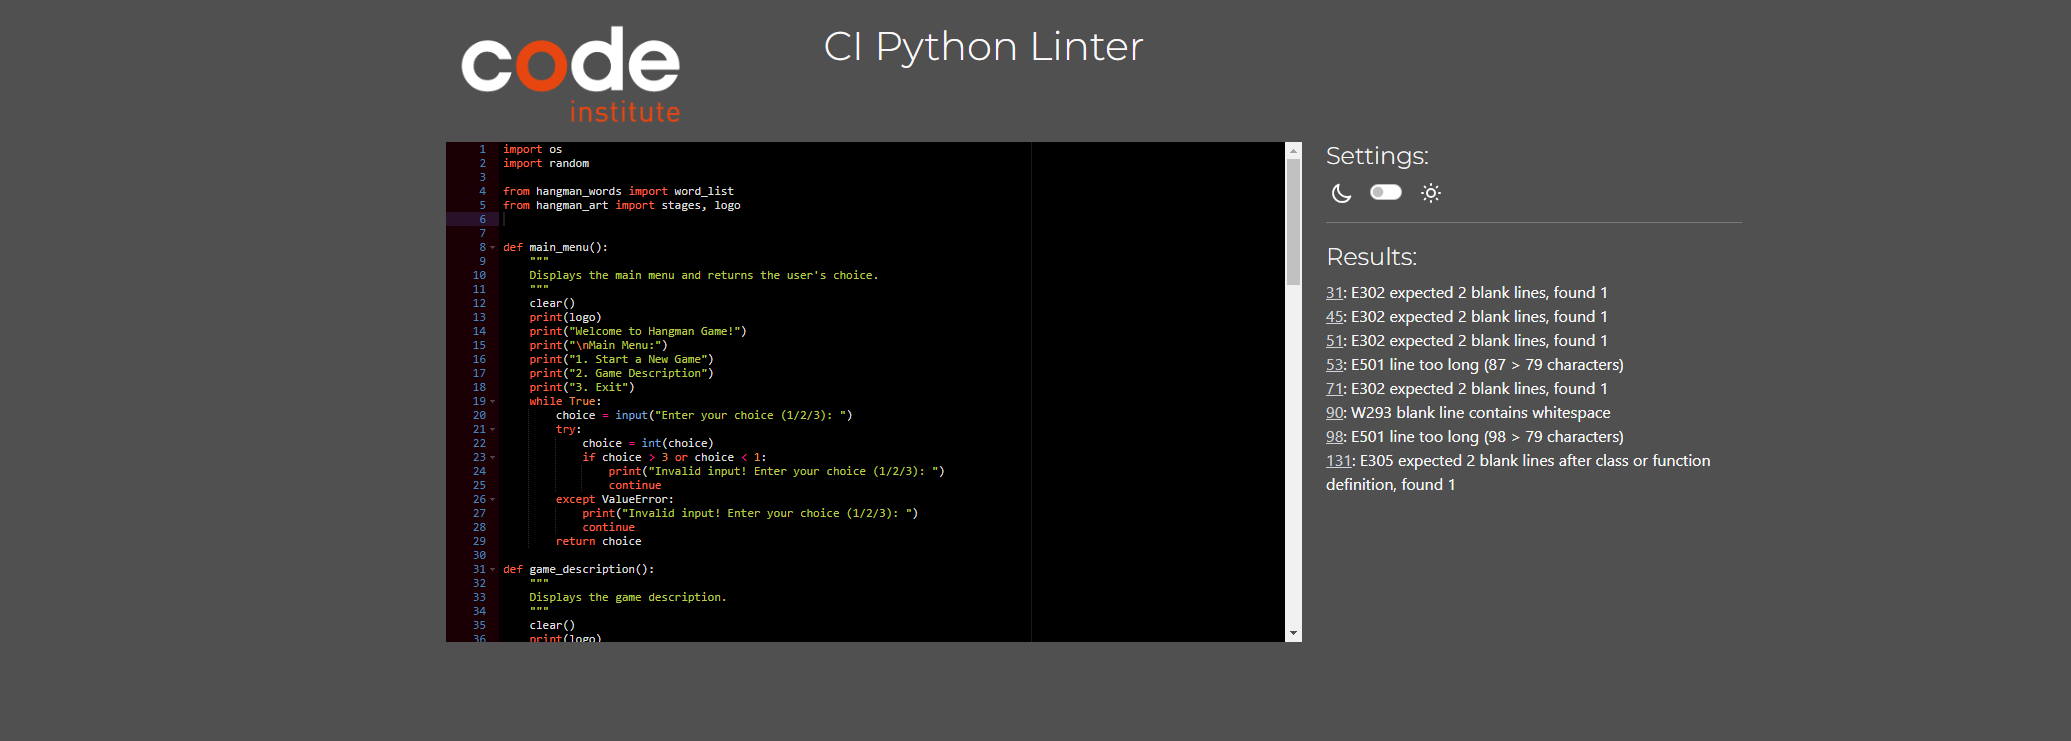 code
institute
CI Python Linter
1 import os
2 import random
3
4 from hangman_words import word_list
5 from hangman_art import stages, logo
6
7
8 def main_menu():
9     """
10     Displays the main menu and returns the user's choice.
11     """
12     clear()
13     print(logo)
14     print("Welcome to Hangman Game!")
15     print("\nMain Menu:")
16     print("1. Start a New Game")
17     print("2. Game Description")
18     print("3. Exit")
19     while True:
20         choice = input("Enter your choice (1/2/3): ")
21         try:
22             choice = int(choice)
23             if choice > 3 or choice < 1:
24                 print("Invalid input! Enter your choice (1/2/3): ")
25                 continue
26         except ValueError:
27             print("Invalid input! Enter your choice (1/2/3): ")
28             continue
29         return choice
30
31 def game_description():
32     """
33     Displays the game description.
34     """
35     clear()
36     print(logo)
Settings:
Results:
31: E302 expected 2 blank lines, found 1
45: E302 expected 2 blank lines, found 1
51: E302 expected 2 blank lines, found 1
53: E501 line too long (87 > 79 characters)
71: E302 expected 2 blank lines, found 1
90: W293 blank line contains whitespace
98: E501 line too long (98 > 79 characters)
131: E305 expected 2 blank lines after class or function
definition, found 1